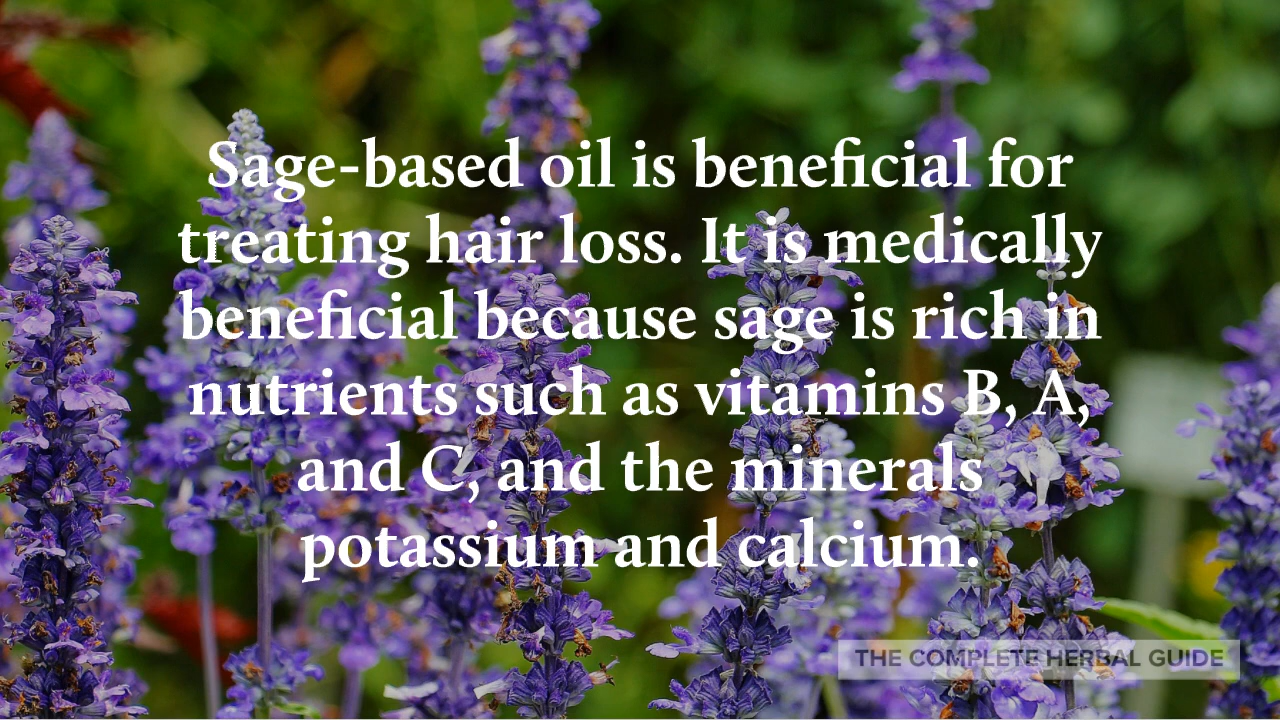 Sage-based oil is beneficial for
treating hair loss. It is medically
beneficial because sage is rich in
nutrients such as vitamins B, A,
and C, and the minerals
potassium and calcium.
THE COMPLETE HERBAL GUIDE